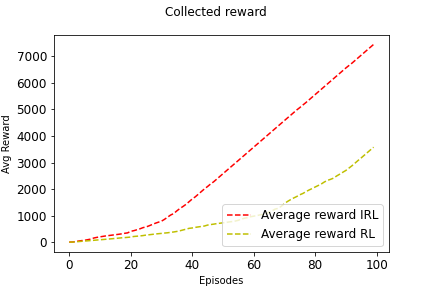 Collected reward
7000
6000
5000
4000
3000
2000
1000
0
Avg Reward
Average reward IRL
Average reward RL
0 20 40 60 80 100
Episodes